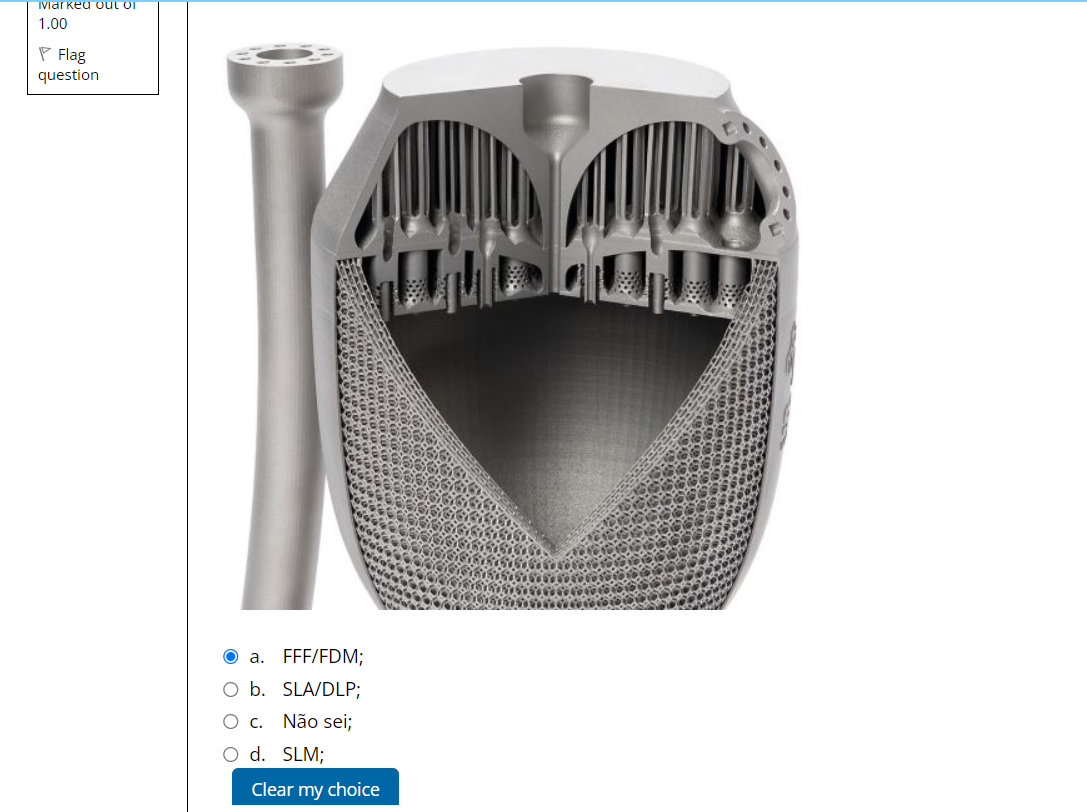 Marked out of
1.00
Flag
question
a. FFF/FDM;
b. SLA/DLP;
c. Não sei;
d. SLM;
Clear my choice